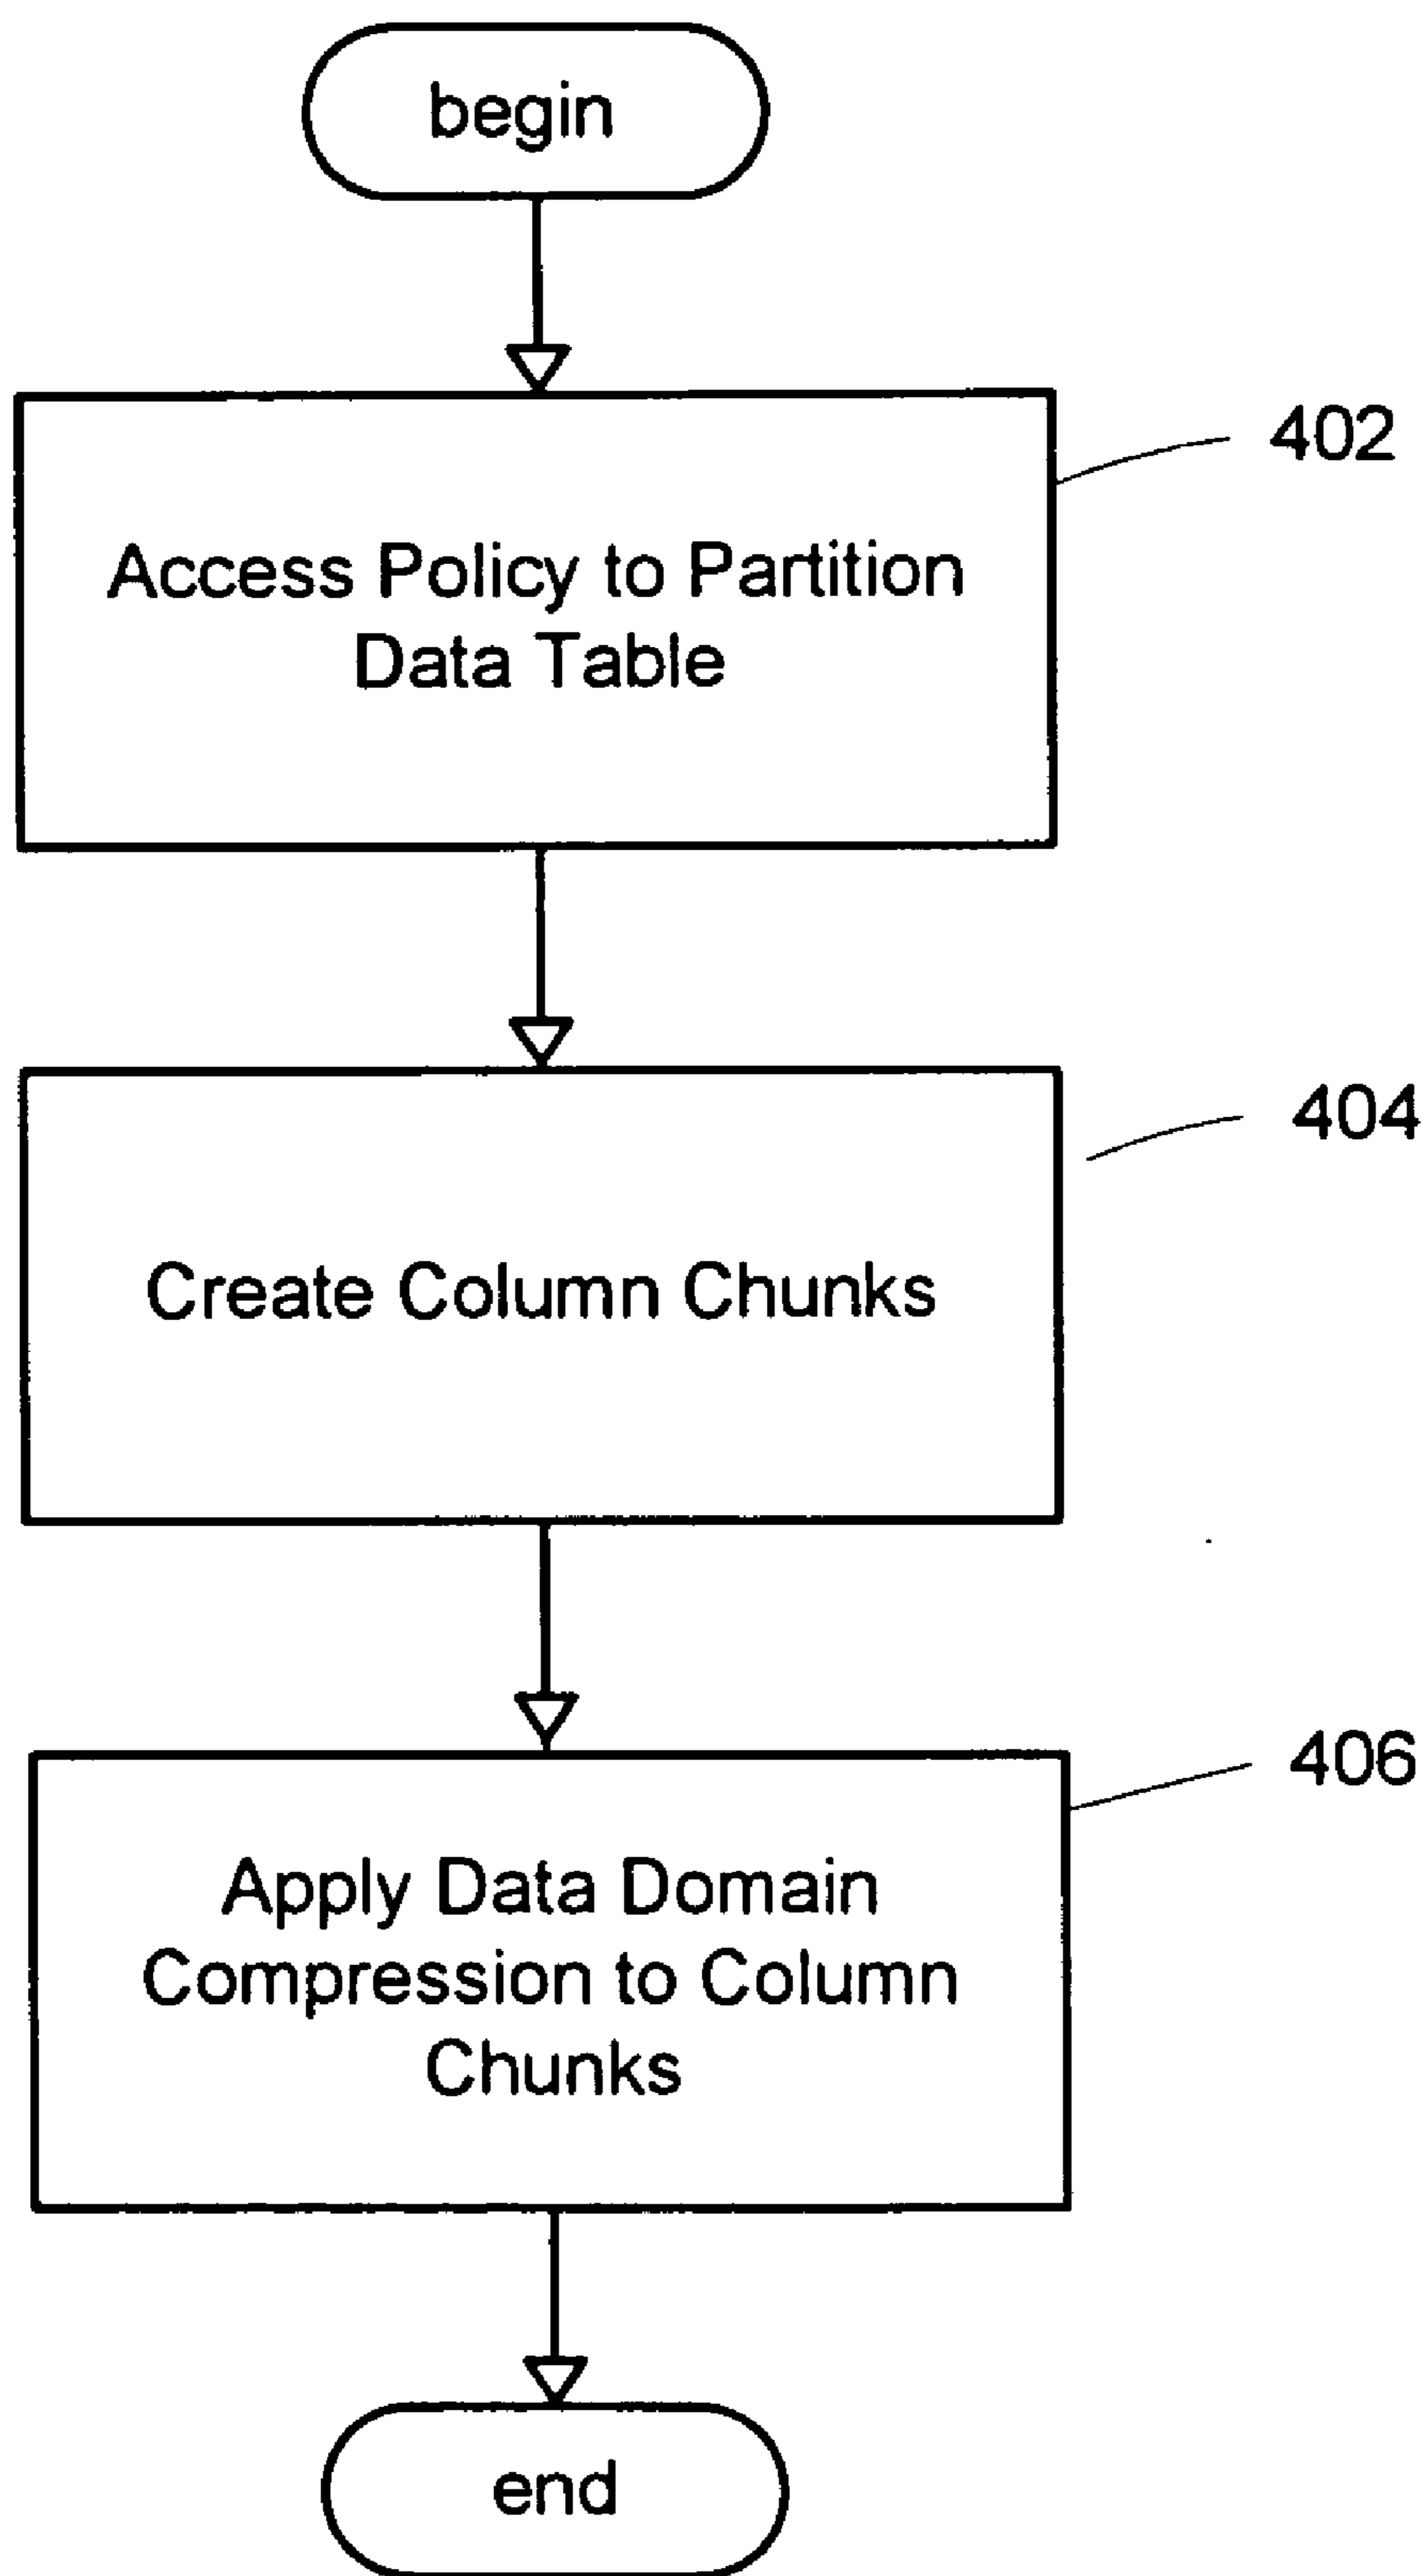 begin
402
Access Policy to Partition
Data Table
404
Create Column Chunks
406
Apply Data Domain
Compression to Column
Chunks
end